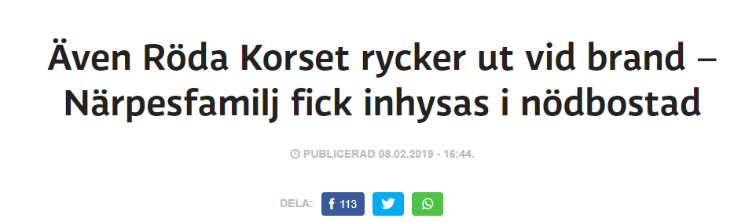 Även Röda Korset rycker ut vid brand –
Närpesfamilj fick inhysas i nödbostad
PUBLICERAD 08.02.2019 - 16:44.
DELA: f 113